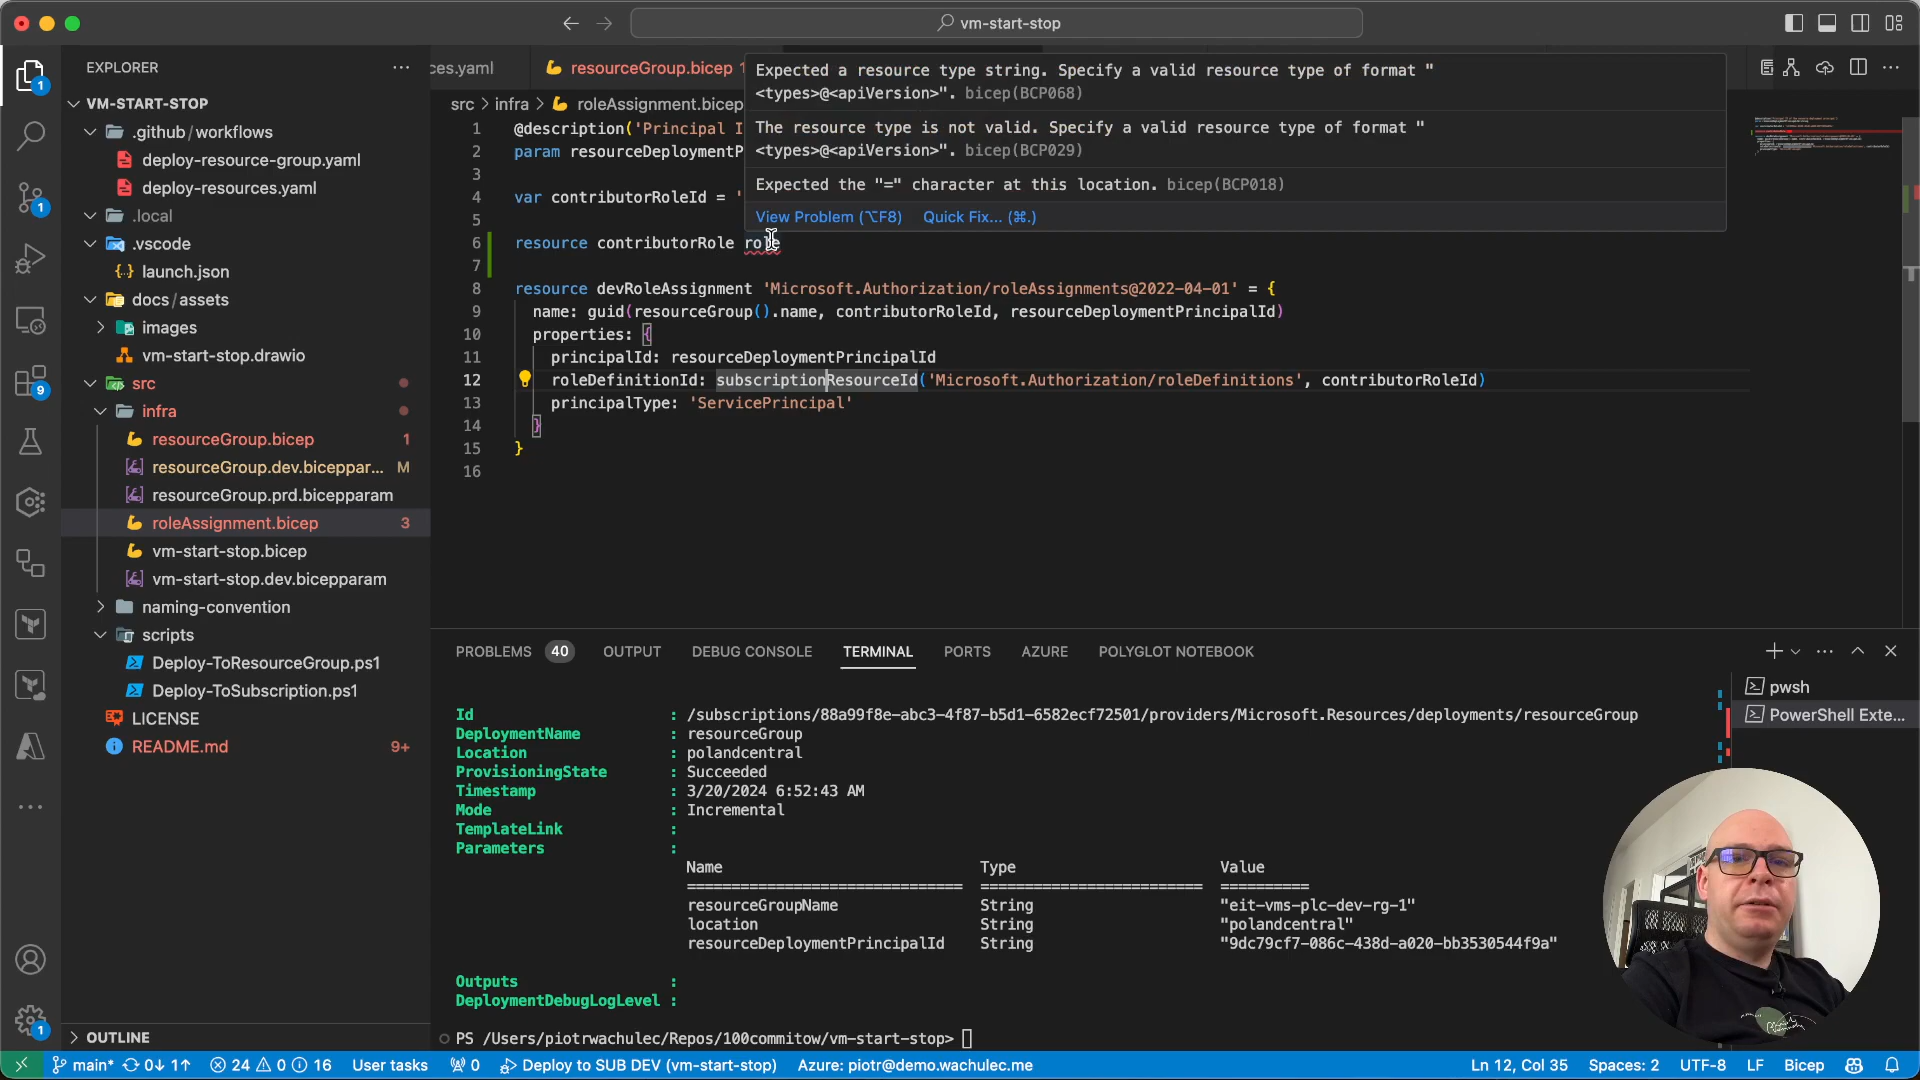 vm-start-stop
EXPLORER
VM-START-STOP
.github/workflows
deploy-resource-group.yaml
deploy-resources.yaml
.local
.vscode
launch.json
docs/assets
images
vm-start-stop.drawio
src
infra
resourceGroup.bicep 1
resourceGroup.dev.biceppar... M
resourceGroup.prd.bicepparam
roleAssignment.bicep 3
vm-start-stop.bicep
vm-start-stop.dev.bicepparam
naming-convention
scripts
Deploy-ToResourceGroup.ps1
Deploy-ToSubscription.ps1
LICENSE
README.md 9+
OUTLINE
1
1
9
1
ces.yaml
resourceGroup.bicep 1
src > infra > roleAssignment.bicep
Expected a resource type string. Specify a valid resource type of format "
<types>@<apiVersion>". bicep(BCP068)
The resource type is not valid. Specify a valid resource type of format "
<types>@<apiVersion>". bicep(BCP029)
Expected the "=" character at this location. bicep(BCP018)
View Problem (⌥F8) Quick Fix... (⌘.)
1 @description('Principal I
2 param resourceDeploymentP
3
4 var contributorRoleId = '
5
6 resource contributorRole role
7
8 resource devRoleAssignment 'Microsoft.Authorization/roleAssignments@2022-04-01' = {
9 name: guid(resourceGroup().name, contributorRoleId, resourceDeploymentPrincipalId)
10 properties: {
11 principalId: resourceDeploymentPrincipalId
12 roleDefinitionId: subscriptionResourceId('Microsoft.Authorization/roleDefinitions', contributorRoleId)
13 principalType: 'ServicePrincipal'
14 }
15 }
16
PROBLEMS 40 OUTPUT DEBUG CONSOLE TERMINAL PORTS AZURE POLYGLOT NOTEBOOK
pwsh
PowerShell Exte...
Id : /subscriptions/88a99f8e-abc3-4f87-b5d1-6582ecf72501/providers/Microsoft.Resources/deployments/resourceGroup
DeploymentName : resourceGroup
Location : polandcentral
ProvisioningState : Succeeded
Timestamp : 3/20/2024 6:52:43 AM
Mode : Incremental
TemplateLink :
Parameters :
Name Type Value
=============================== ========================= ==========
resourceGroupName String "eit-vms-plc-dev-rg-1"
location String "polandcentral"
resourceDeploymentPrincipalId String "9dc79cf7-086c-438d-a020-bb3530544f9a"
Outputs :
DeploymentDebugLogLevel :
PS /Users/piotrwachulec/Repos/100commitow/vm-start-stop>
main* 0↓ 1↑ 24 0 16 User tasks 0 Deploy to SUB DEV (vm-start-stop) Azure: piotr@demo.wachulec.me Ln 12, Col 35 Spaces: 2 UTF-8 LF Bicep